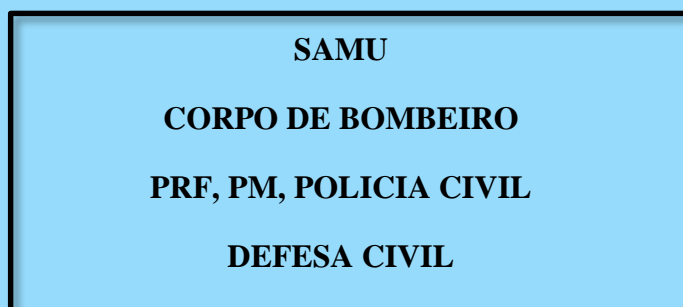 SAMU
CORPO DE BOMBEIRO
PRF, PM, POLICIA CIVIL
DEFESA CIVIL